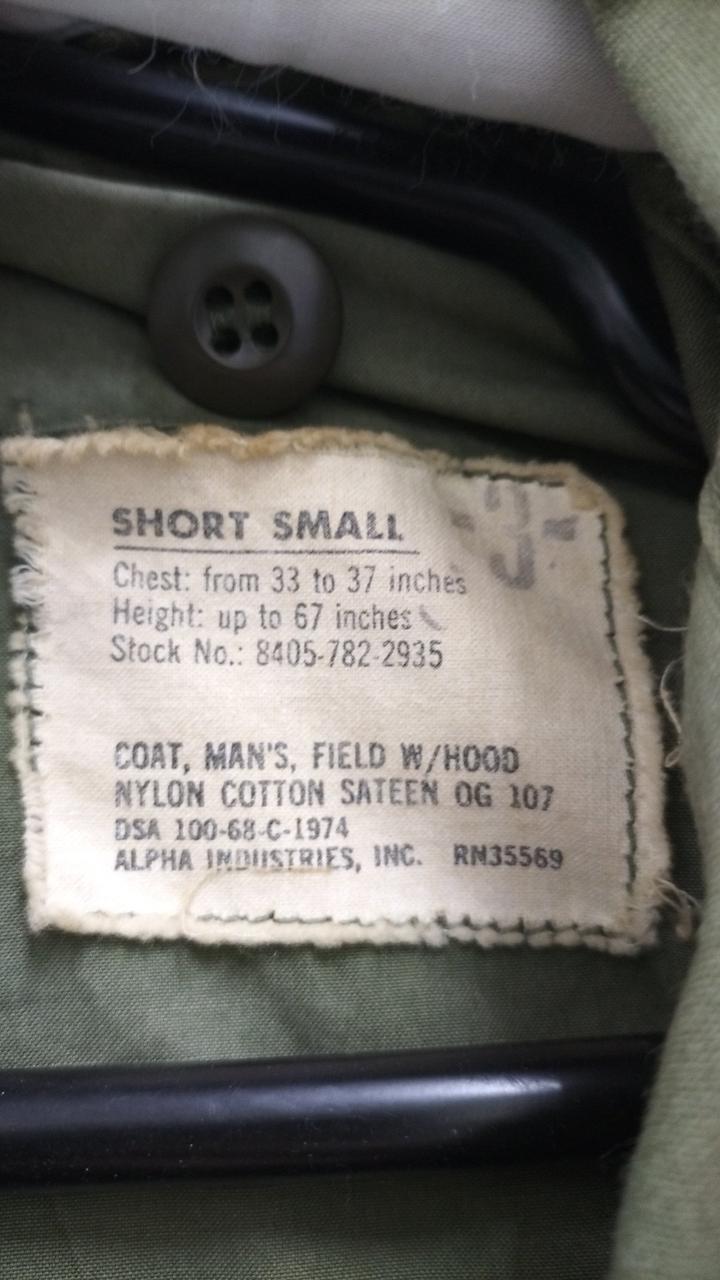 -3-
SHORT SMALL
Chest: from 33 to 37 inches
Height: up to 67 inches
Stock No.: 8405-782-2935
COAT, MAN'S, FIELD W/HOOD
NYLON COTTON SATEEN OG 107
DSA 100-68-C-1974
ALPHA INDUSTRIES, INC. RN35569